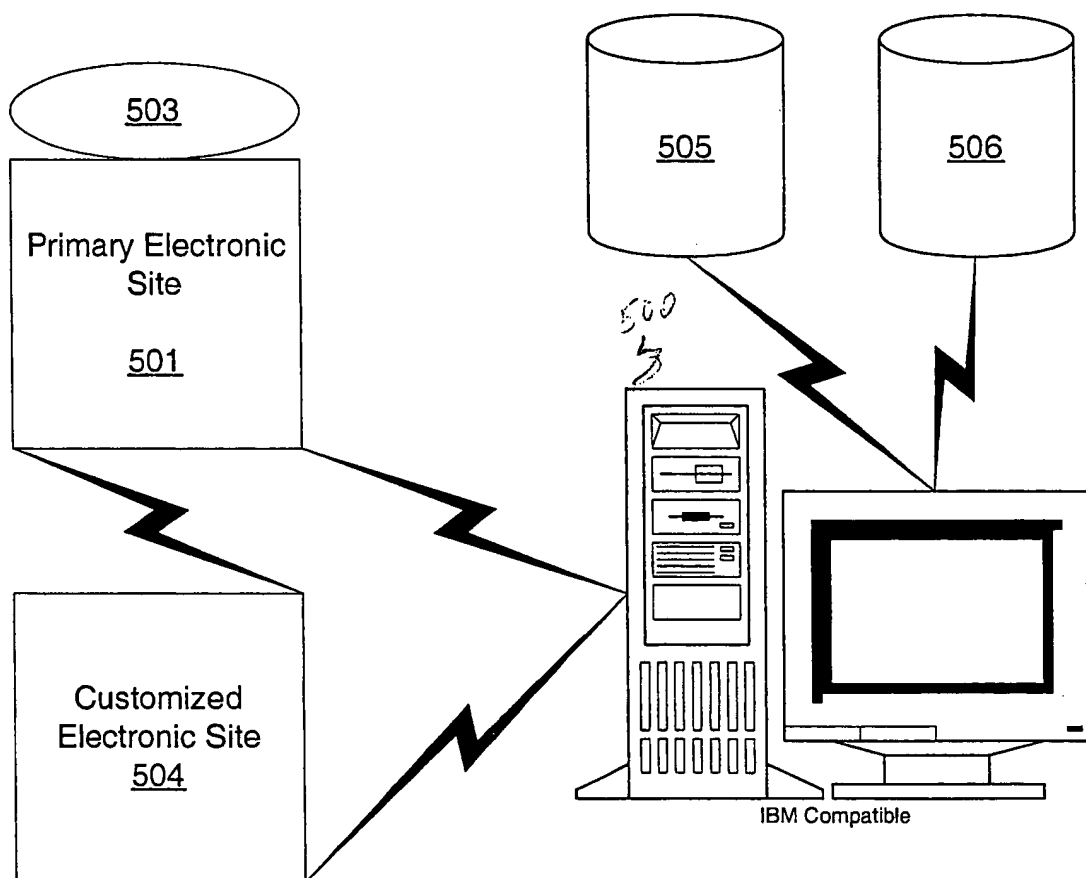 503
505
506
Primary Electronic
Site
501
500
Customized
Electronic Site
504
IBM Compatible